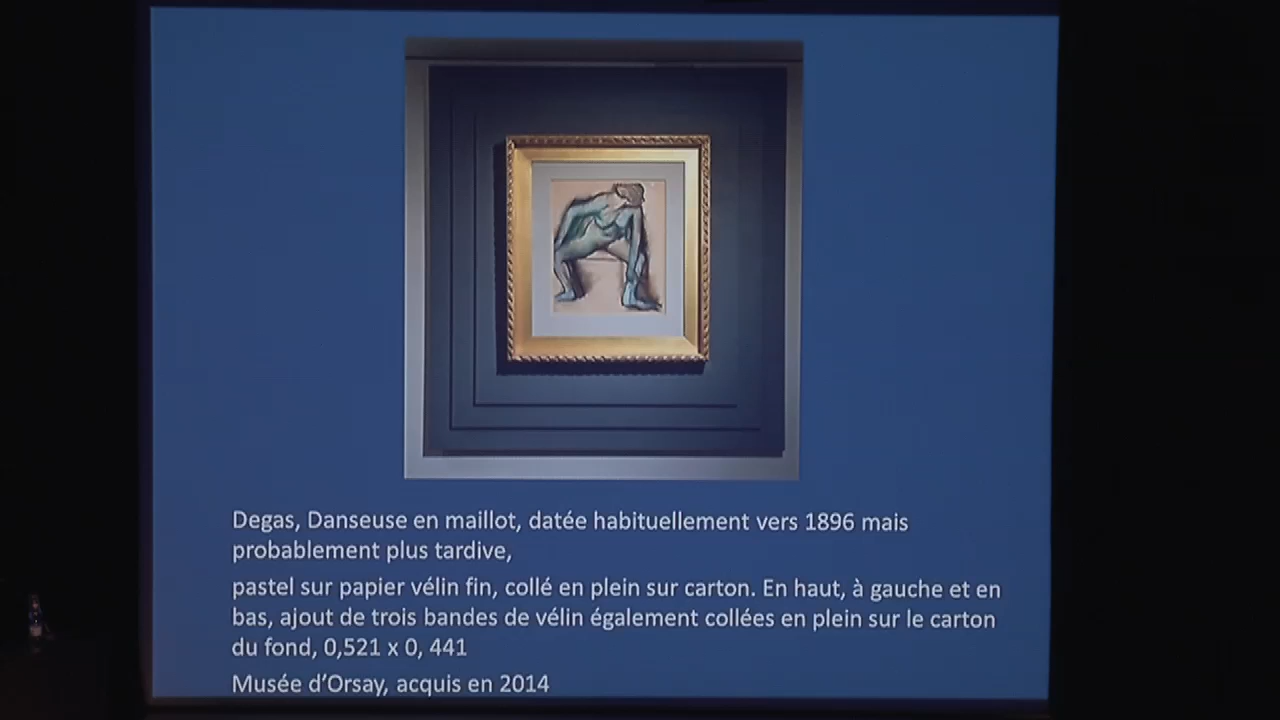 Degas, Danseuse en maillot, datée habituellement vers 1896 mais
probablement plus tardive,
pastel sur papier vélin fin, collé en plein sur carton. En haut, à gauche et en
bas, ajout de trois bandes de vélin également collées en plein sur le carton
du fond, 0,521 x 0, 441
Musée d’Orsay, acquis en 2014